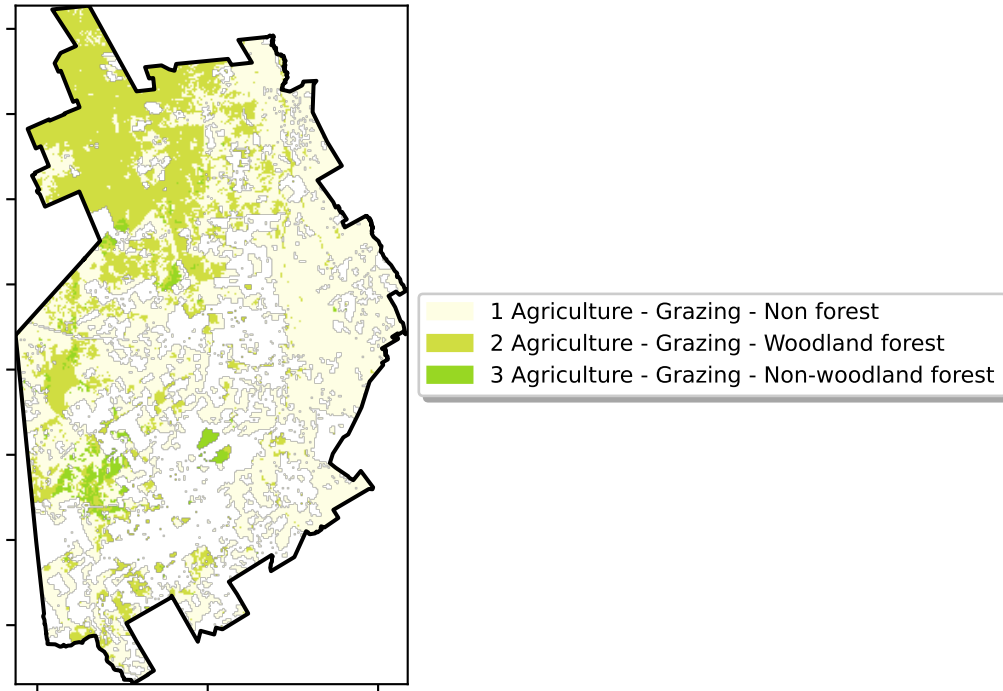 1 Agriculture - Grazing - Non forest
2 Agriculture - Grazing - Woodland forest
3 Agriculture - Grazing - Non-woodland forest